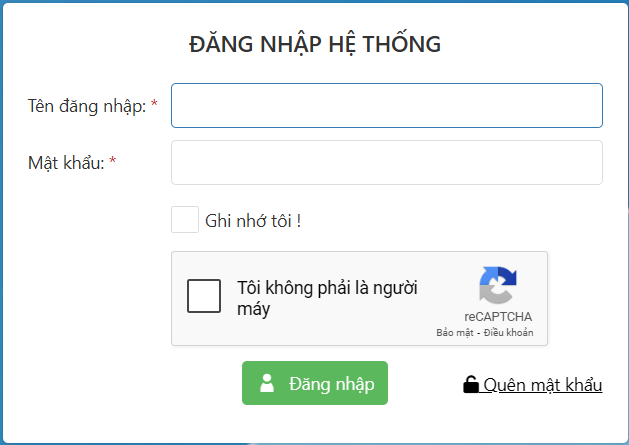 ĐĂNG NHẬP HỆ THỐNG
Tên đăng nhập: *
Mật khẩu: *
Ghi nhớ tôi !
Tôi không phải là người
máy
reCAPTCHA
Bảo mật - Điều khoản
Đăng nhập
Quên mật khẩu